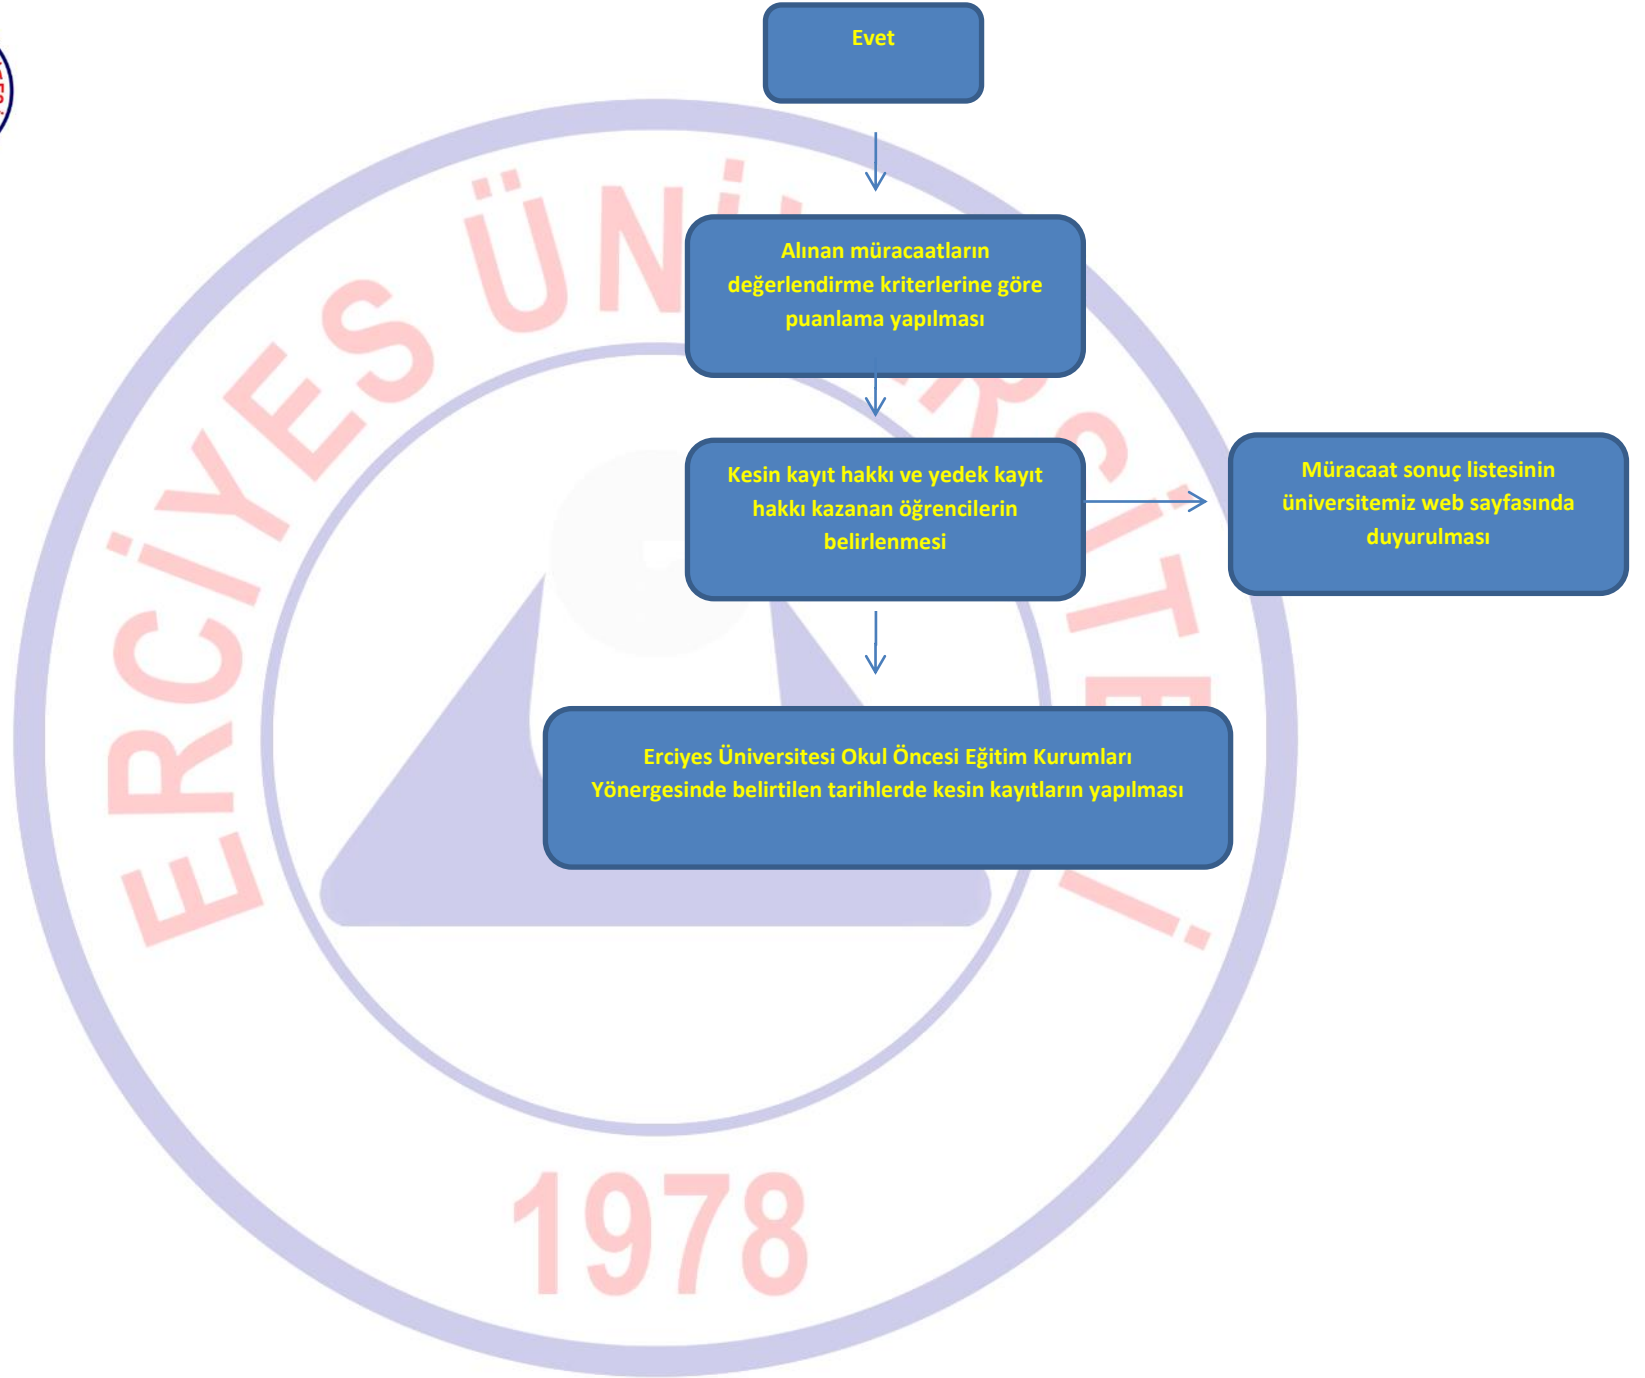 Evet
Alınan müracaatların
değerlendirme kriterlerine göre
puanlama yapılması
Kesin kayıt hakkı ve yedek kayıt
hakkı kazanan öğrencilerin
belirlenmesi
Müracaat sonuç listesinin
üniversitemiz web sayfasında
duyurulması
Erciyes Üniversitesi Okul Öncesi Eğitim Kurumları
Yönergesinde belirtilen tarihlerde kesin kayıtların yapılması
ERCİYES ÜNİVERSİTESİ
1978